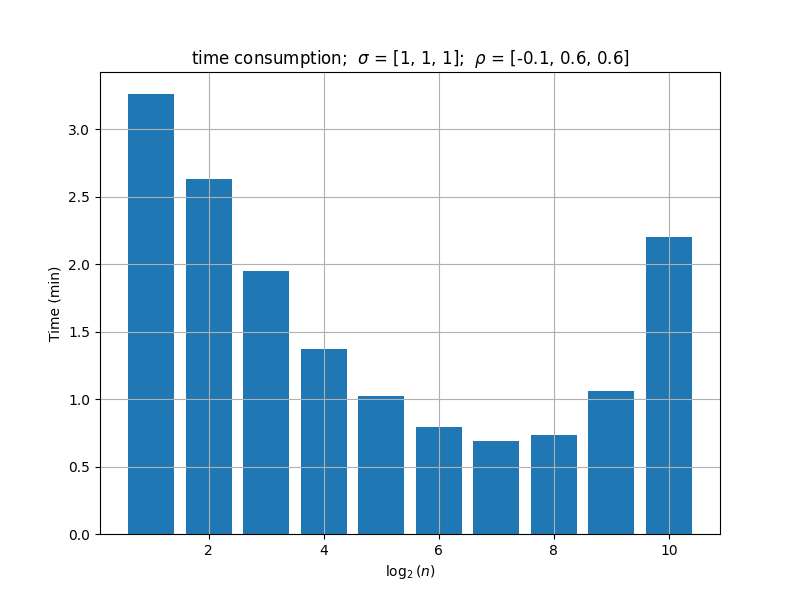 time consumption; σ = [1, 1, 1]; ρ = [-0.1, 0.6, 0.6]
3.0
2.5
2.0
1.5
1.0
0.5
0.0
Time (min)
2 4 6 8 10
log₂(n)